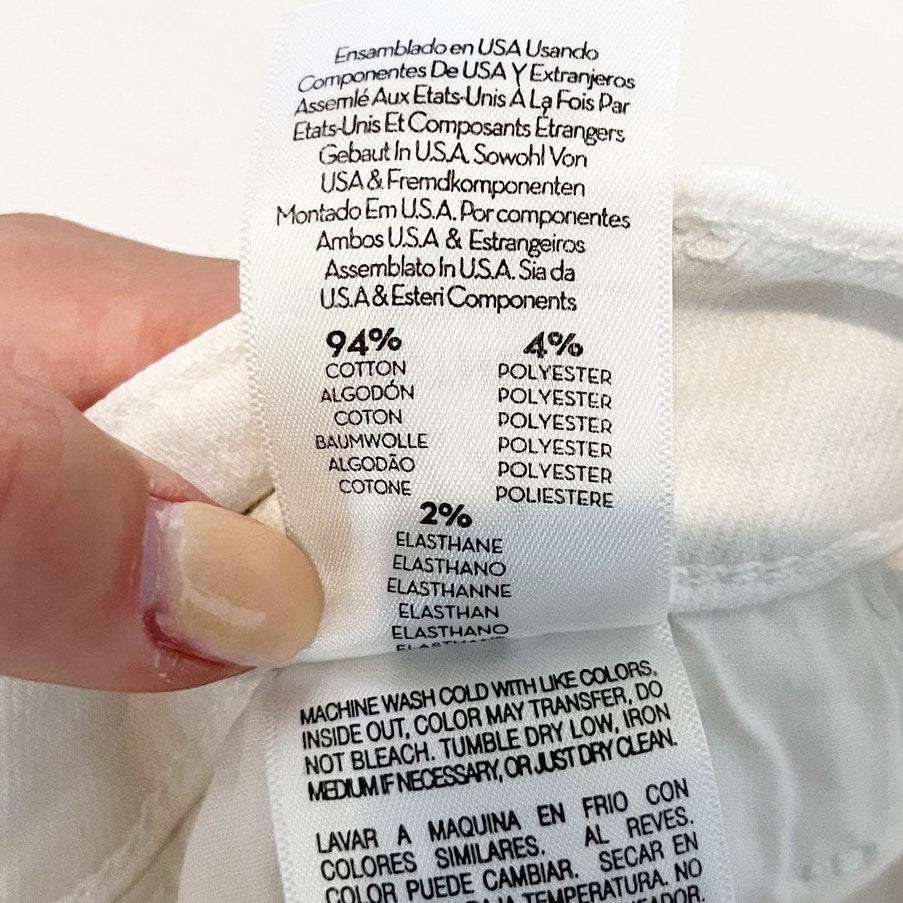 Ensamblado en USA Usando
Componentes De USA Y Extranjeros
Assemlé Aux Etats-Unis À La Fois Par
Etats-Unis Et Composants Étrangers
Gebaut In U.S.A. Sowohl Von
USA & Fremdkomponenten
Montado Em U.S.A. Por componentes
Ambos U.S.A & Estrangeiros
Assemblato In U.S.A. Sia da
U.S.A & Esteri Components
94% 4%
COTTON POLYESTER
ALGODÓN POLYESTER
COTON POLYESTER
BAUMWOLLE POLYESTER
ALGODÃO POLYESTER
COTONE POLIESTERE
2%
ELASTHANE
ELASTHANO
ELASTHANNE
ELASTHAN
ELASTHANO
MACHINE WASH COLD WITH LIKE COLORS,
INSIDE OUT, COLOR MAY TRANSFER, DO
NOT BLEACH. TUMBLE DRY LOW, IRON
MEDIUM IF NECESSARY, OR JUST DRY CLEAN.
LAVAR A MAQUINA EN FRIO CON
COLORES SIMILARES. AL REVES.
COLOR PUEDE CAMBIAR. SECAR EN
TEMPERATURA. NO